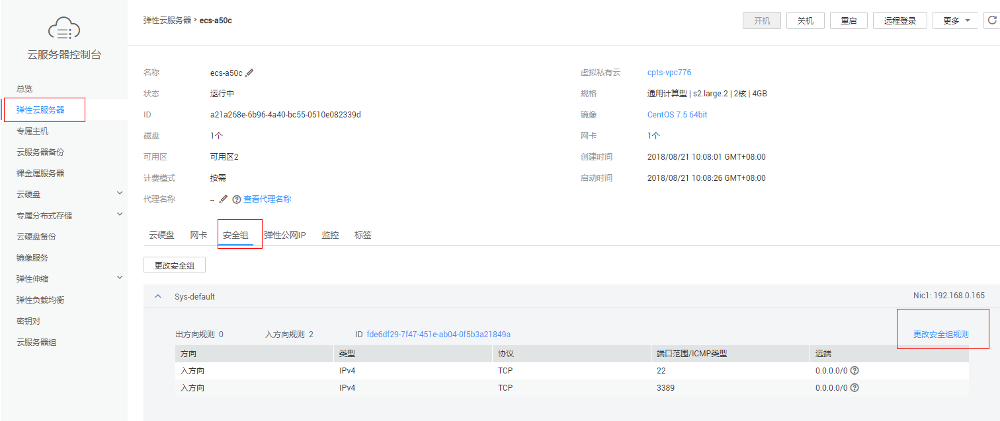 云服务器控制台
总览
弹性云服务器
专属主机
云服务器备份
裸金属服务器
云硬盘
专属分布式存储
云硬盘备份
镜像服务
弹性伸缩
弹性负载均衡
密钥对
云服务器组
弹性云服务器 > ecs-a50c
开机 关机 重启 远程登录 更多
名称 ecs-a50c
状态 运行中
ID a21a268e-6b96-4a40-bc55-0510e082339d
磁盘 1个
可用区 可用区2
计费模式 按需
代理名称 -- 查看代理名称
虚拟私有云 cpts-vpc776
规格 通用计算型 | s2.large.2 | 2核 | 4GB
镜像 CentOS 7.5 64bit
网卡 1个
创建时间 2018/08/21 10:08:01 GMT+08:00
启动时间 2018/08/21 10:08:26 GMT+08:00
云硬盘 网卡 安全组 弹性公网IP 监控 标签
更改安全组
Sys-default Nic1: 192.168.0.165
出方向规则 0 入方向规则 2 ID fde6df29-7f47-451e-ab04-0f5b3a21849a 更改安全组规则
方向 类型 协议 端口范围/ICMP类型 远端
入方向 IPv4 TCP 22 0.0.0.0/0
入方向 IPv4 TCP 3389 0.0.0.0/0